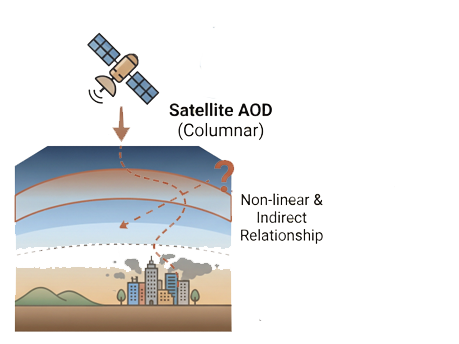 Satellite AOD
(Columnar)
?
Non-linear &
Indirect
Relationship